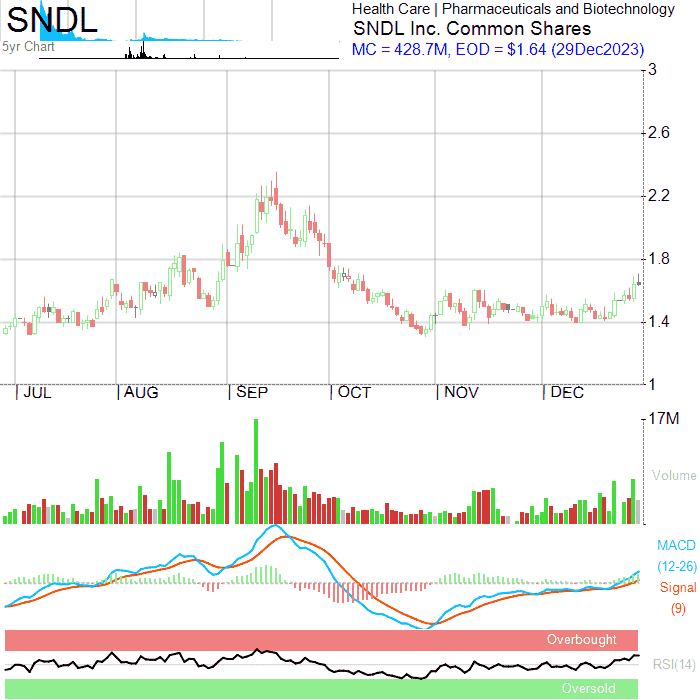 SNDL
5yr Chart
Health Care | Pharmaceuticals and Biotechnology
SNDL Inc. Common Shares
MC = 428.7M, EOD = $1.64 (29Dec2023)
3
2.6
2.2
1.8
1.4
1
JUL AUG SEP OCT NOV DEC
17M
Volume
MACD
(12-26)
Signal
(9)
Overbought
RSI(14)
Oversold